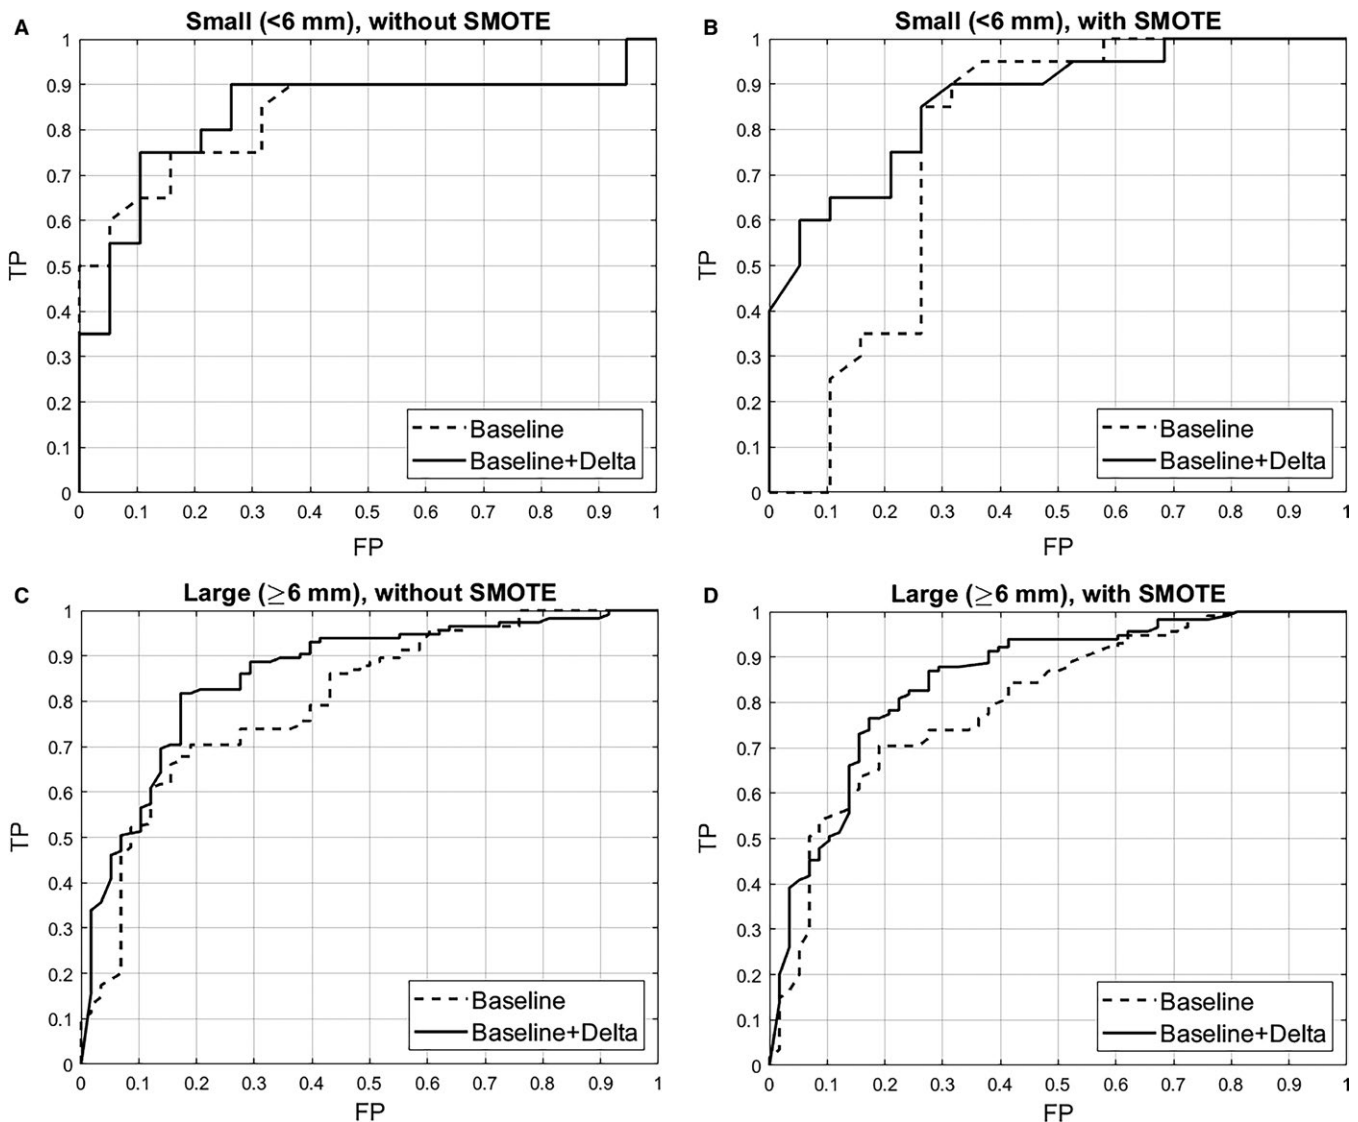 A
Small (<6 mm), without SMOTE
1
0.9
0.8
0.7
0.6
0.5
0.4
0.3
0.2
0.1
0
TP
0 0.1 0.2 0.3 0.4 0.5 0.6 0.7 0.8 0.9 1
FP
Baseline
Baseline+Delta
B
Small (<6 mm), with SMOTE
1
0.9
0.8
0.7
0.6
0.5
0.4
0.3
0.2
0.1
0
TP
0 0.1 0.2 0.3 0.4 0.5 0.6 0.7 0.8 0.9 1
FP
Baseline
Baseline+Delta
C
Large (≥6 mm), without SMOTE
1
0.9
0.8
0.7
0.6
0.5
0.4
0.3
0.2
0.1
0
TP
0 0.1 0.2 0.3 0.4 0.5 0.6 0.7 0.8 0.9 1
FP
Baseline
Baseline+Delta
D
Large (≥6 mm), with SMOTE
1
0.9
0.8
0.7
0.6
0.5
0.4
0.3
0.2
0.1
0
TP
0 0.1 0.2 0.3 0.4 0.5 0.6 0.7 0.8 0.9 1
FP
Baseline
Baseline+Delta